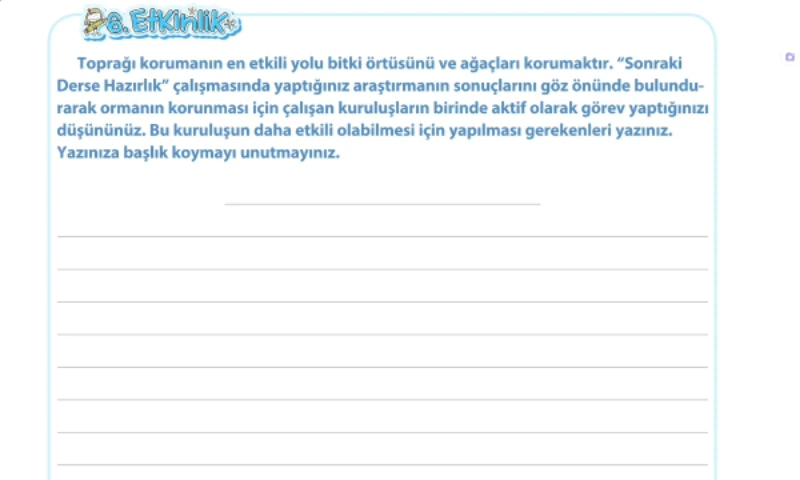 6. Etkinlik
Toprağı korumanın en etkili yolu bitki örtüsünü ve ağaçları korumaktır. “Sonraki
Derse Hazırlık” çalışmasında yaptığınız araştırmanın sonuçlarını göz önünde bulundu-
rarak ormanın korunması için çalışan kuruluşların birinde aktif olarak görev yaptığınızı
düşününüz. Bu kuruluşun daha etkili olabilmesi için yapılması gerekenleri yazınız.
Yazınıza başlık koymayı unutmayınız.